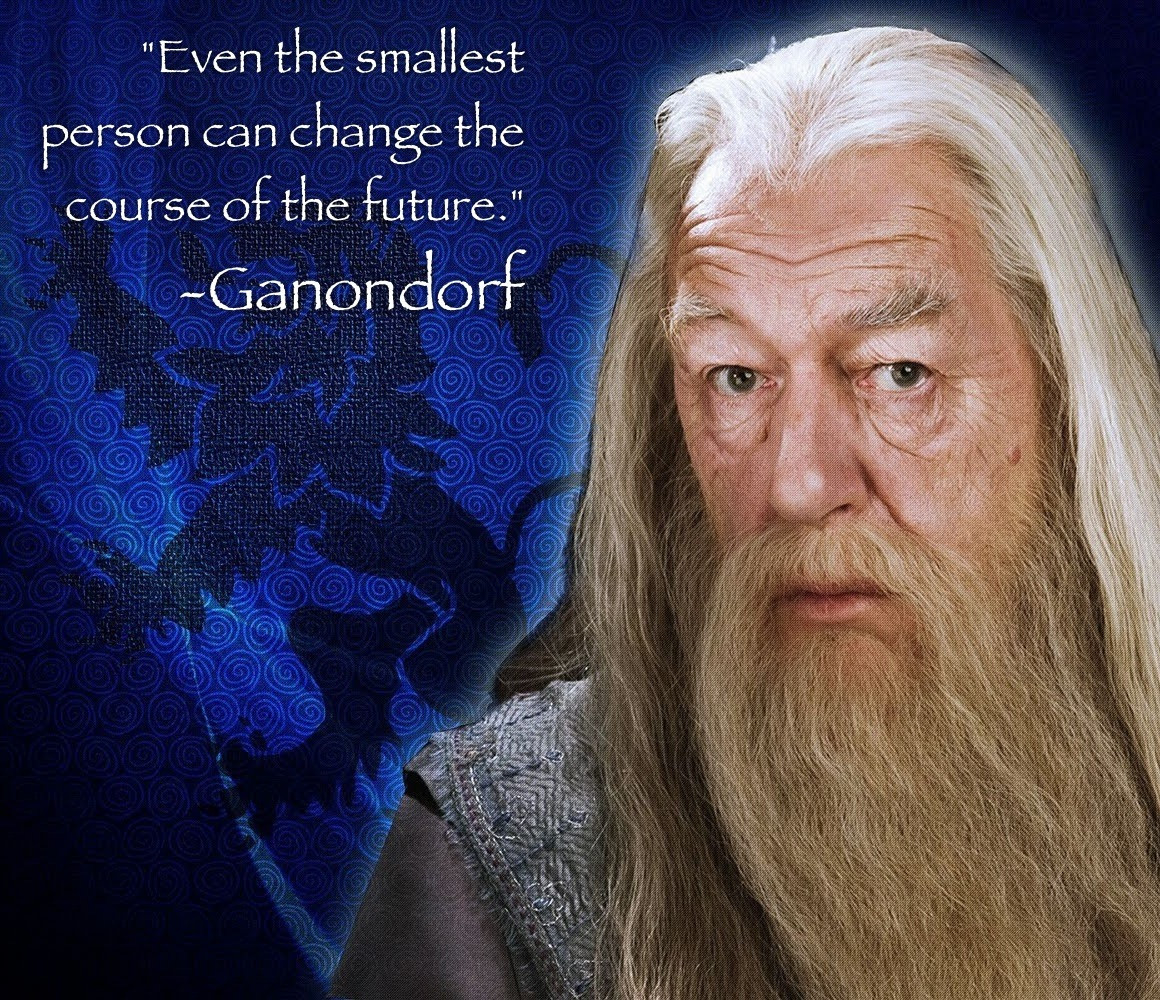 "Even the smallest
person can change the
course of the future."
-Ganondorf